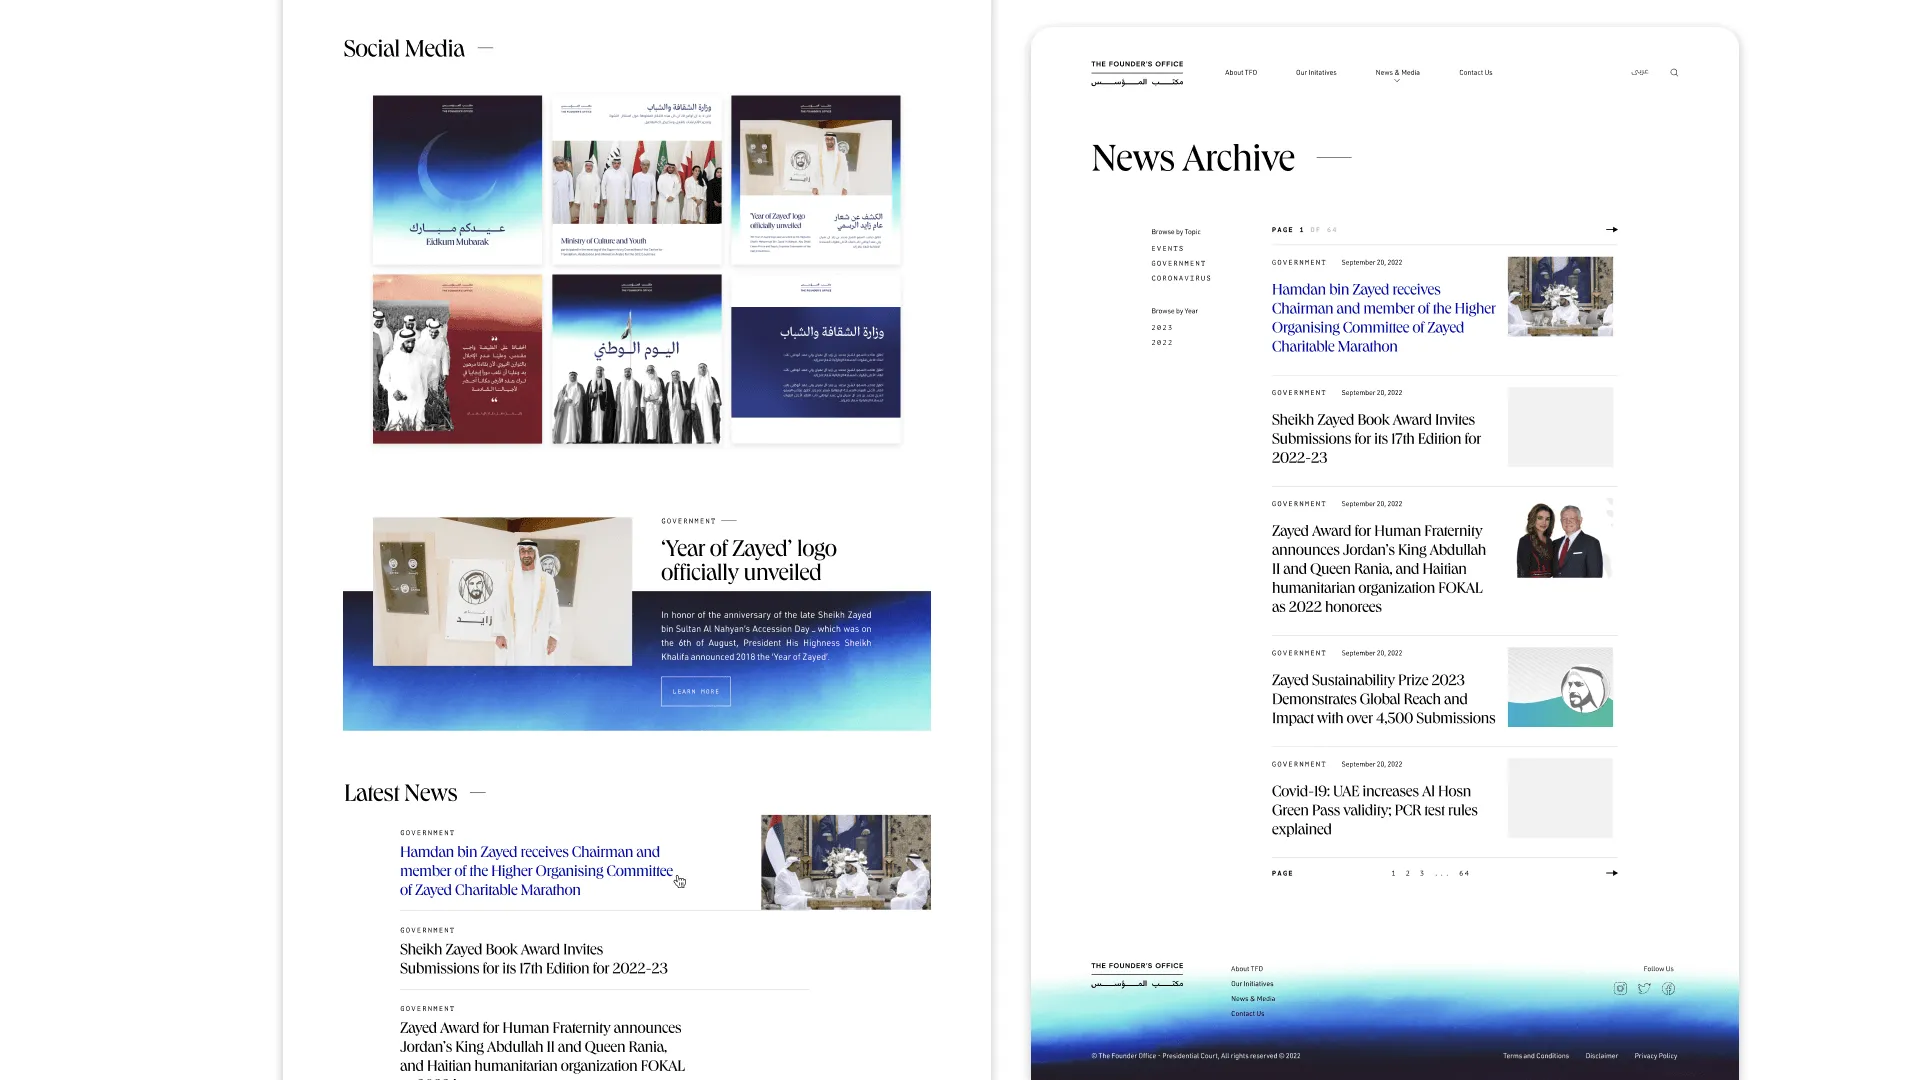 Social Media
عـيـدكم مـبـــارك
Eidkum Mubarak
وزارة الثقافة والشباب
Ministry of Culture and Youth
'Year of Zayed' logo
officially unveiled
الكشف عن شعار
عام زايد الرسمي
اليـوم الـوطني
وزارة الثقافة والشباب
GOVERNMENT
زايـــد
‘Year of Zayed’ logo
officially unveiled
In honor of the anniversary of the late Sheikh Zayed
bin Sultan Al Nahyan's Accession Day _ which was on
the 6th of August, President His Highness Sheikh
Khalifa announced 2018 the 'Year of Zayed'.
LEARN MORE
Latest News
GOVERNMENT
Hamdan bin Zayed receives Chairman and
member of the Higher Organising Committee
of Zayed Charitable Marathon
GOVERNMENT
Sheikh Zayed Book Award Invites
Submissions for its 17th Edition for 2022-23
GOVERNMENT
Zayed Award for Human Fraternity announces
Jordan’s King Abdullah II and Queen Rania,
and Haitian humanitarian organization FOKAL
THE FOUNDER'S OFFICE
مكتـــب المـــؤســـس
About TFD
Our Initatives
News & Media
Contact Us
عربي
News Archive
Browse by Topic
EVENTS
GOVERNMENT
CORONAVIRUS
Browse by Year
2023
2022
PAGE 1 OF 64
GOVERNMENT September 20, 2022
Hamdan bin Zayed receives
Chairman and member of the Higher
Organising Committee of Zayed
Charitable Marathon
GOVERNMENT September 20, 2022
Sheikh Zayed Book Award Invites
Submissions for its 17th Edition for
2022-23
GOVERNMENT September 20, 2022
Zayed Award for Human Fraternity
announces Jordan’s King Abdullah
II and Queen Rania, and Haitian
humanitarian organization FOKAL
as 2022 honorees
GOVERNMENT September 20, 2022
Zayed Sustainability Prize 2023
Demonstrates Global Reach and
Impact with over 4,500 Submissions
GOVERNMENT September 20, 2022
Covid-19: UAE increases Al Hosn
Green Pass validity; PCR test rules
explained
PAGE
1 2 3 ... 64
THE FOUNDER'S OFFICE
مكتـــب المـــؤســـس
About TFD
Our Initiatives
News & Media
Contact Us
Follow Us
© The Founder Office - Presidential Court, All rights reserved © 2022
Terms and Conditions
Disclaimer
Privacy Policy